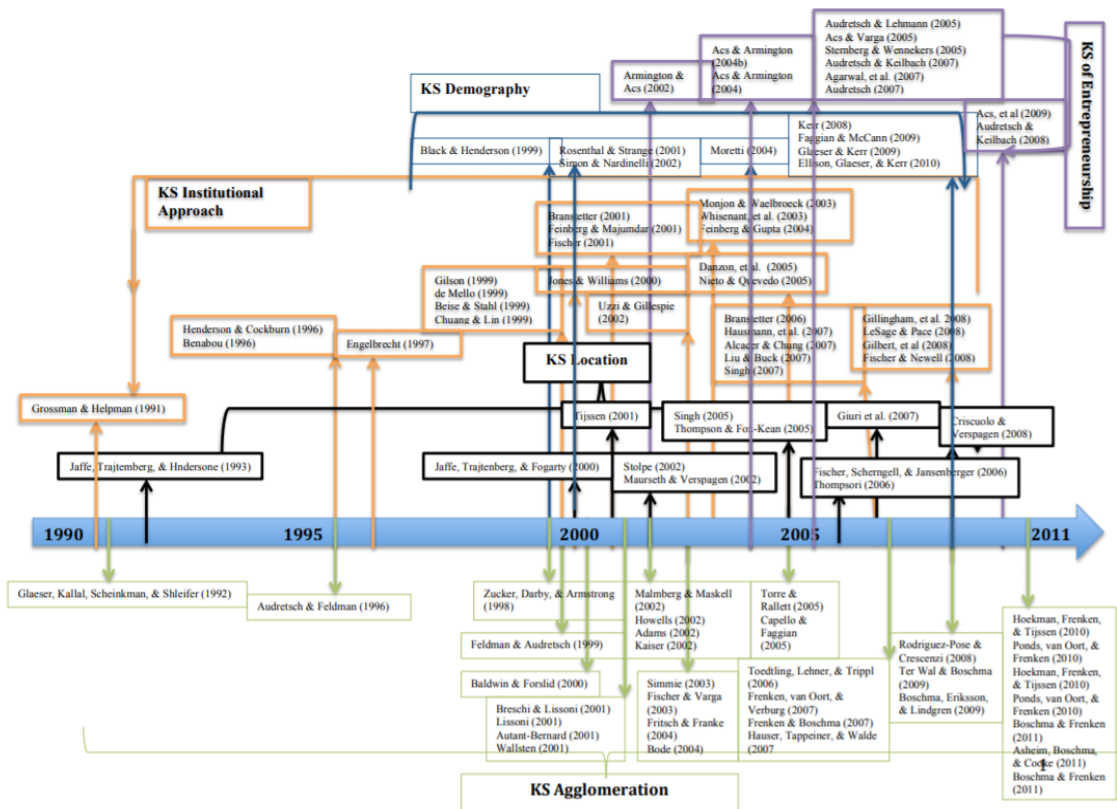 Audretsch & Lehmann (2005)
Acs & Varga (2005)
Sternberg & Wennekers (2005)
Audretsch & Keilbach (2007)
Agarwal, et al. (2007)
Audretsch (2007)
KS of Entrepreneurship
Acs & Armington
(2004b)
Acs & Armington
(2004)
Armington &
Acs (2002)
KS Demography
Acs, et al (2009)
Audretsch &
Keilbach (2008)
Kerr (2008)
Faggian & McCann (2009)
Glaeser & Kerr (2009)
Ellison, Glaeser, & Kerr (2010)
Black & Henderson (1999)
Rosenthal & Strange (2001)
Simon & Nardinelli (2002)
Moretti (2004)
KS Institutional
Approach
Monjon & Waelbroeck (2003)
Whisenant, et al. (2003)
Feinberg & Gupta (2004)
Branstetter (2001)
Feinberg & Majumdar (2001)
Fischer (2001)
Danzon, et al. (2005)
Nieto & Quevedo (2005)
Gilson (1999)
de Mello (1999)
Beise & Stahl (1999)
Chuang & Lin (1999)
Jones & Williams (2000)
Uzzi & Gillespie
(2002)
Branstetter (2006)
Hausmann, et al. (2007)
Alcacer & Chung (2007)
Liu & Buck (2007)
Singh (2007)
Gillingham, et al. 2008)
LeSage & Pace (2008)
Gilbert, et al (2008)
Fischer & Newell (2008)
Henderson & Cockburn (1996)
Benabou (1996)
Engelbrecht (1997)
KS Location
Grossman & Helpman (1991)
Tijssen (2001)
Singh (2005)
Thompson & Fox-Kean (2005)
Giuri et al. (2007)
Criscuolo &
Verspagen (2008)
Jaffe, Trajtemberg, & Hndersone (1993)
Jaffe, Trajtenberg, & Fogarty (2000)
Stolpe (2002)
Maurseth & Verspagen (2002)
Fischer, Scherngell, & Jansenberger (2006)
Thompsori (2006)
1990
1995
2000
2005
2011
Glaeser, Kallal, Scheinkman, & Shleifer (1992)
Audretsch & Feldman (1996)
Zucker, Darby, & Armstrong
(1998)
Malmberg & Maskell
(2002)
Howells (2002)
Adams (2002)
Kaiser (2002)
Torre &
Rallett (2005)
Capello &
Faggian
(2005)
Feldman & Audretsch (1999)
Rodriguez-Pose &
Crescenzi (2008)
Ter Wal & Boschma
(2009)
Boschma, Eriksson,
& Lindgren (2009)
Hoekman, Frenken,
& Tijssen (2010)
Ponds, van Oort, &
Frenken (2010)
Hoekman, Frenken,
& Tijssen (2010)
Ponds, van Oort, &
Frenken (2010)
Boschma & Frenken
(2011)
Asheim, Boschma,
& Cooke (2011)
Boschma & Frenken
(2011)
Baldwin & Forslid (2000)
Simmie (2003)
Fischer & Varga
(2003)
Fritsch & Franke
(2004)
Bode (2004)
Toedtling, Lehner, & Trippl
(2006)
Frenken, van Oort, &
Verburg (2007)
Frenken & Boschma (2007)
Hauser, Tappeiner, & Walde
(2007
Breschi & Lissoni (2001)
Lissoni (2001)
Autant-Bernard (2001)
Wallsten (2001)
1
KS Agglomeration